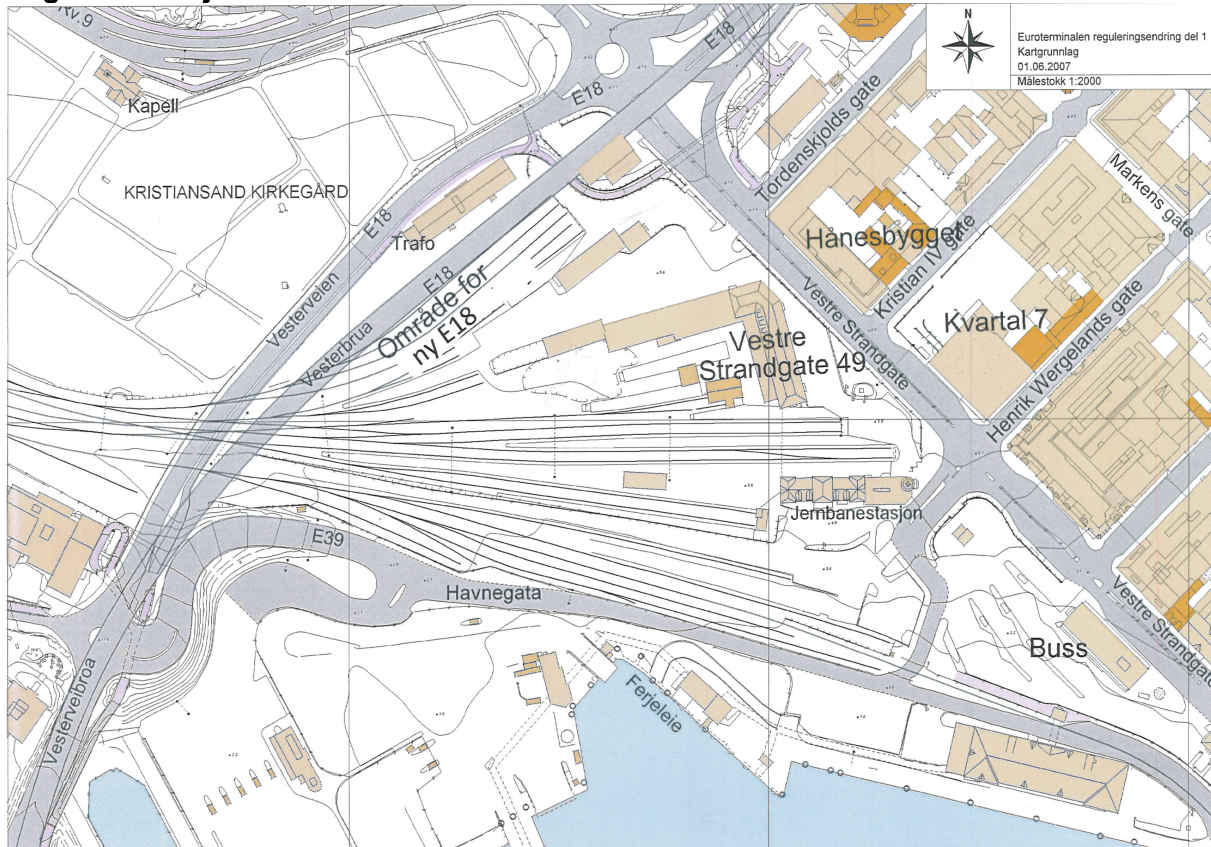 Rv.9
E18
N
Euroterminalen reguleringsendring del 1
Kartgrunnlag
01.06.2007
Målestokk 1:2000
Kapell
E18
Tordenskjolds gate
Markens gate
KRISTIANSAND KIRKEGÅRD
E18
Trafo
E18
Hånesbygget
Kristian IV gate
Område for
ny E18
Vesterveien
Vesterbrua
Vestre Strandgate
Kvartal 7
Henrik Wergelands gate
Vestre
Strandgate 49
Jernbanestasjon
E39
Havnegata
Vestre Strandgate
Buss
Ferjeleie
Vesterveibroa